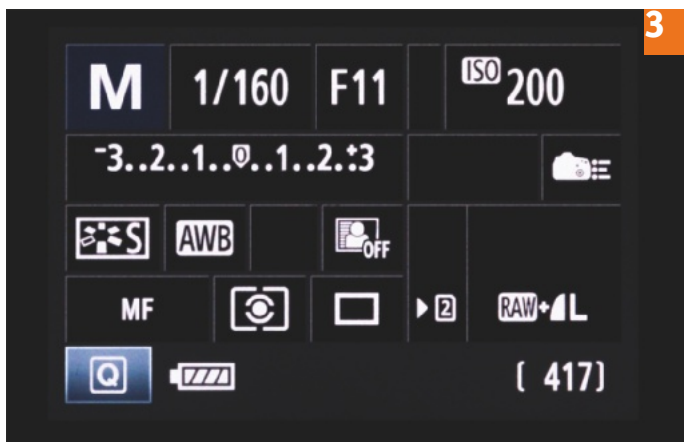 3
M 1/160 F11 ISO 200
-3..2..1..0..1..2.+3
S AWB OFF
MF 2 RAW+L
Q [ 417]